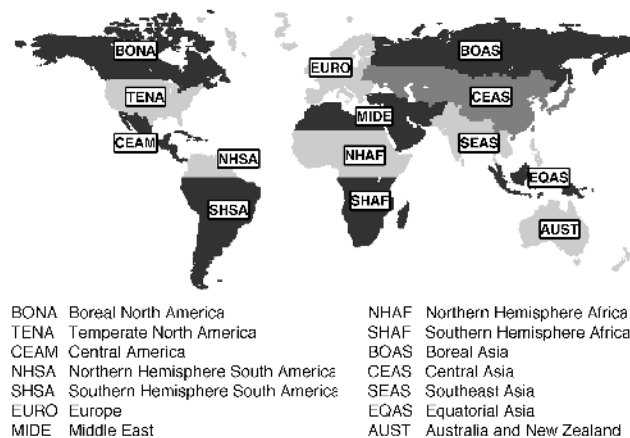 BONA
BOAS
EURO
TENA
CEAS
MIDE
CEAM
SEAS
NHSA
NHAF
EQAS
SHSA
SHAF
AUST
BONA Boreal North America
TENA Temperate North America
CEAM Central America
NHSA Northern Hemisphere South America
SHSA Southern Hemisphere South America
EURO Europe
MIDE Middle East
NHAF Northern Hemisphere Africa
SHAF Southern Hemisphere Africa
BOAS Boreal Asia
CEAS Central Asia
SEAS Southeast Asia
EQAS Equatorial Asia
AUST Australia and New Zealand